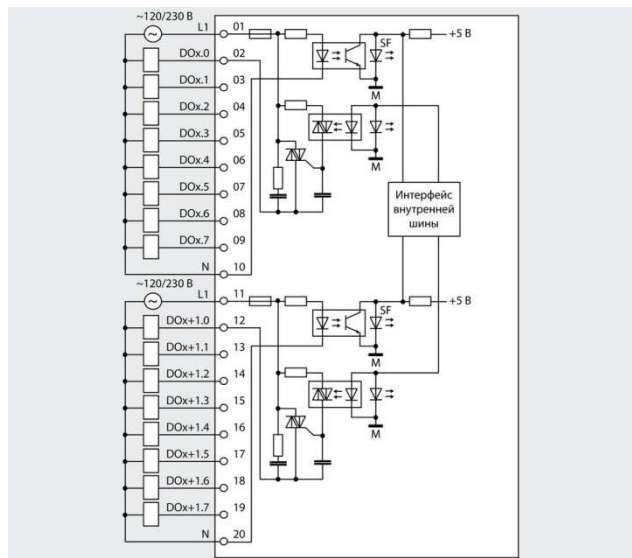 ~120/230 В
L1 01
DOx.0 02
DOx.1 03
DOx.2 04
DOx.3 05
DOx.4 06
DOx.5 07
DOx.6 08
DOx.7 09
N 10
SF
+5 В
M
M
Интерфейс
внутренней
шины
~120/230 В
L1 11
DOx+1.0 12
DOx+1.1 13
DOx+1.2 14
DOx+1.3 15
DOx+1.4 16
DOx+1.5 17
DOx+1.6 18
DOx+1.7 19
N 20
SF
+5 В
M
M